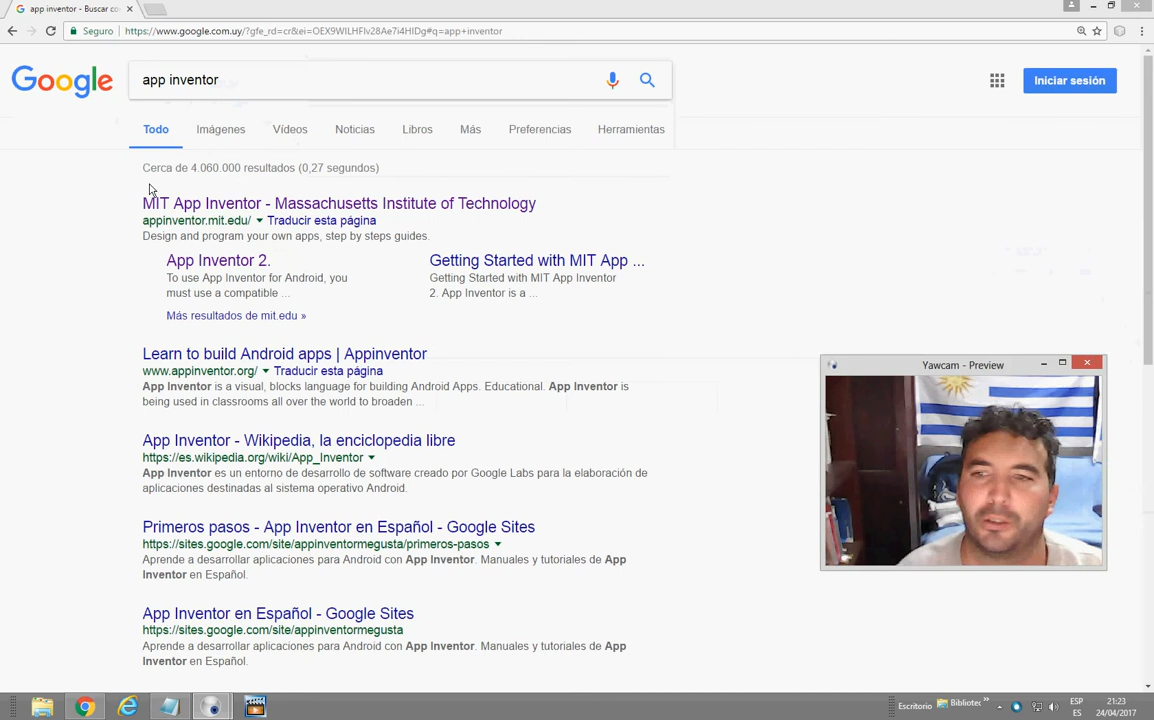 app inventor - Buscar co
Seguro
https://www.google.com.uy/?gfe_rd=cr&ei=OEX9WILHFIv28Ae7i4HIDg#q=app+inventor
Google
app inventor
Iniciar sesión
Todo Imágenes Vídeos Noticias Libros Más Preferencias Herramientas
Cerca de 4.060.000 resultados (0,27 segundos)
MIT App Inventor - Massachusetts Institute of Technology
appinventor.mit.edu/ Traducir esta página
Design and program your own apps, step by steps guides.
App Inventor 2.
To use App Inventor for Android, you
must use a compatible ...
Getting Started with MIT App ...
Getting Started with MIT App Inventor
2. App Inventor is a ...
Más resultados de mit.edu »
Learn to build Android apps | Appinventor
www.appinventor.org/ Traducir esta página
App Inventor is a visual, blocks language for building Android Apps. Educational. App Inventor is
being used in classrooms all over the world to broaden ...
App Inventor - Wikipedia, la enciclopedia libre
https://es.wikipedia.org/wiki/App_Inventor
App Inventor es un entorno de desarrollo de software creado por Google Labs para la elaboración de
aplicaciones destinadas al sistema operativo Android.
Primeros pasos - App Inventor en Español - Google Sites
https://sites.google.com/site/appinventormegusta/primeros-pasos
Aprende a desarrollar aplicaciones para Android con App Inventor. Manuales y tutoriales de App
Inventor en Español.
App Inventor en Español - Google Sites
https://sites.google.com/site/appinventormegusta
Aprende a desarrollar aplicaciones para Android con App Inventor. Manuales y tutoriales de App
Inventor en Español.
Yawcam - Preview
Escritorio
Bibliotec
ESP
ES
21:23
24/04/2017